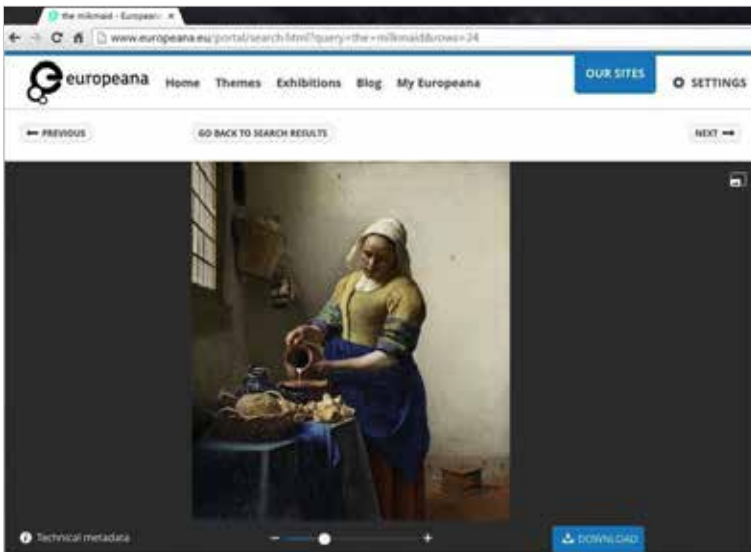 the milkmaid - Europeana ×
www.europeana.eu/portal/search.html?query=the+milkmaid&rows=24
europeana Home Themes Exhibitions Blog My Europeana OUR SITES SETTINGS
PREVIOUS GO BACK TO SEARCH RESULTS NEXT
Technical metadata - + DOWNLOAD